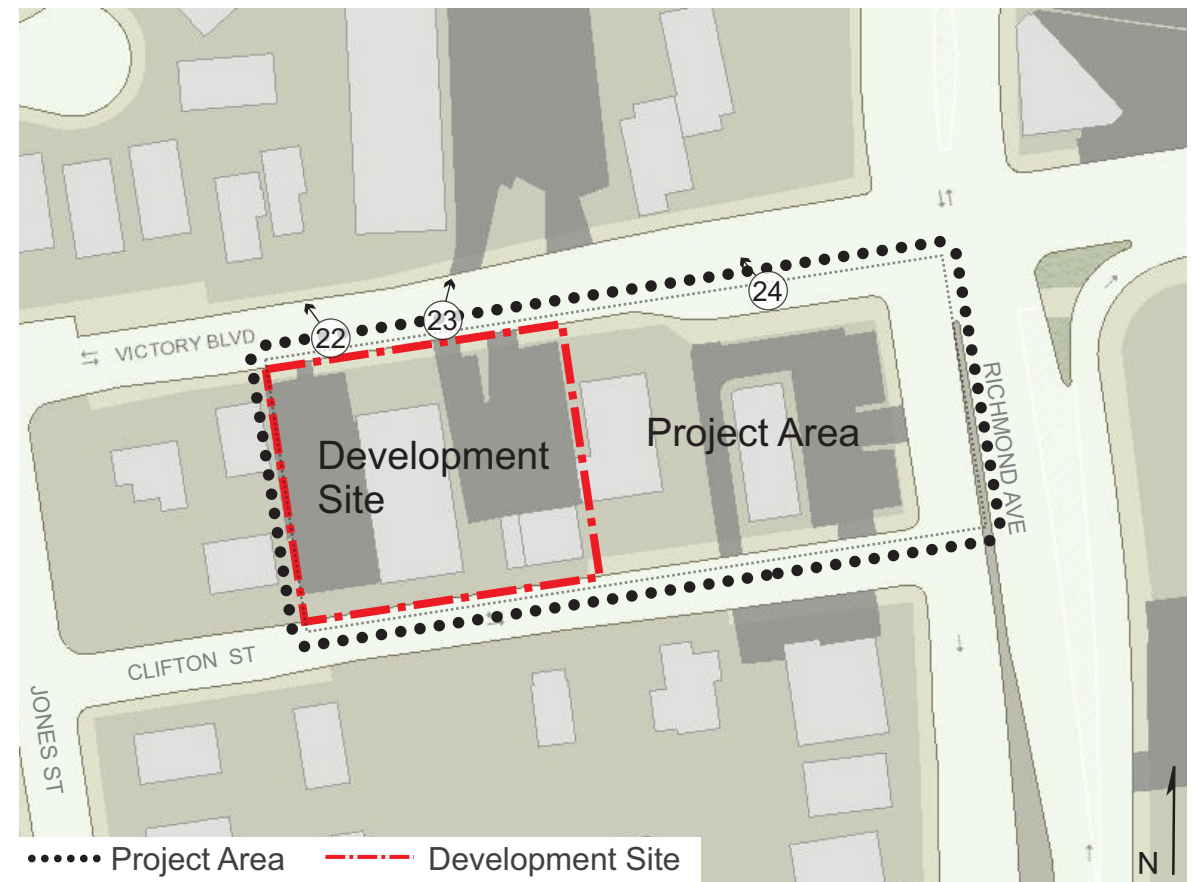 24
23
22
VICTORY BLVD
RICHMOND AVE
Project Area
Development
Site
CLIFTON ST
JONES ST
N
Project Area
Development Site